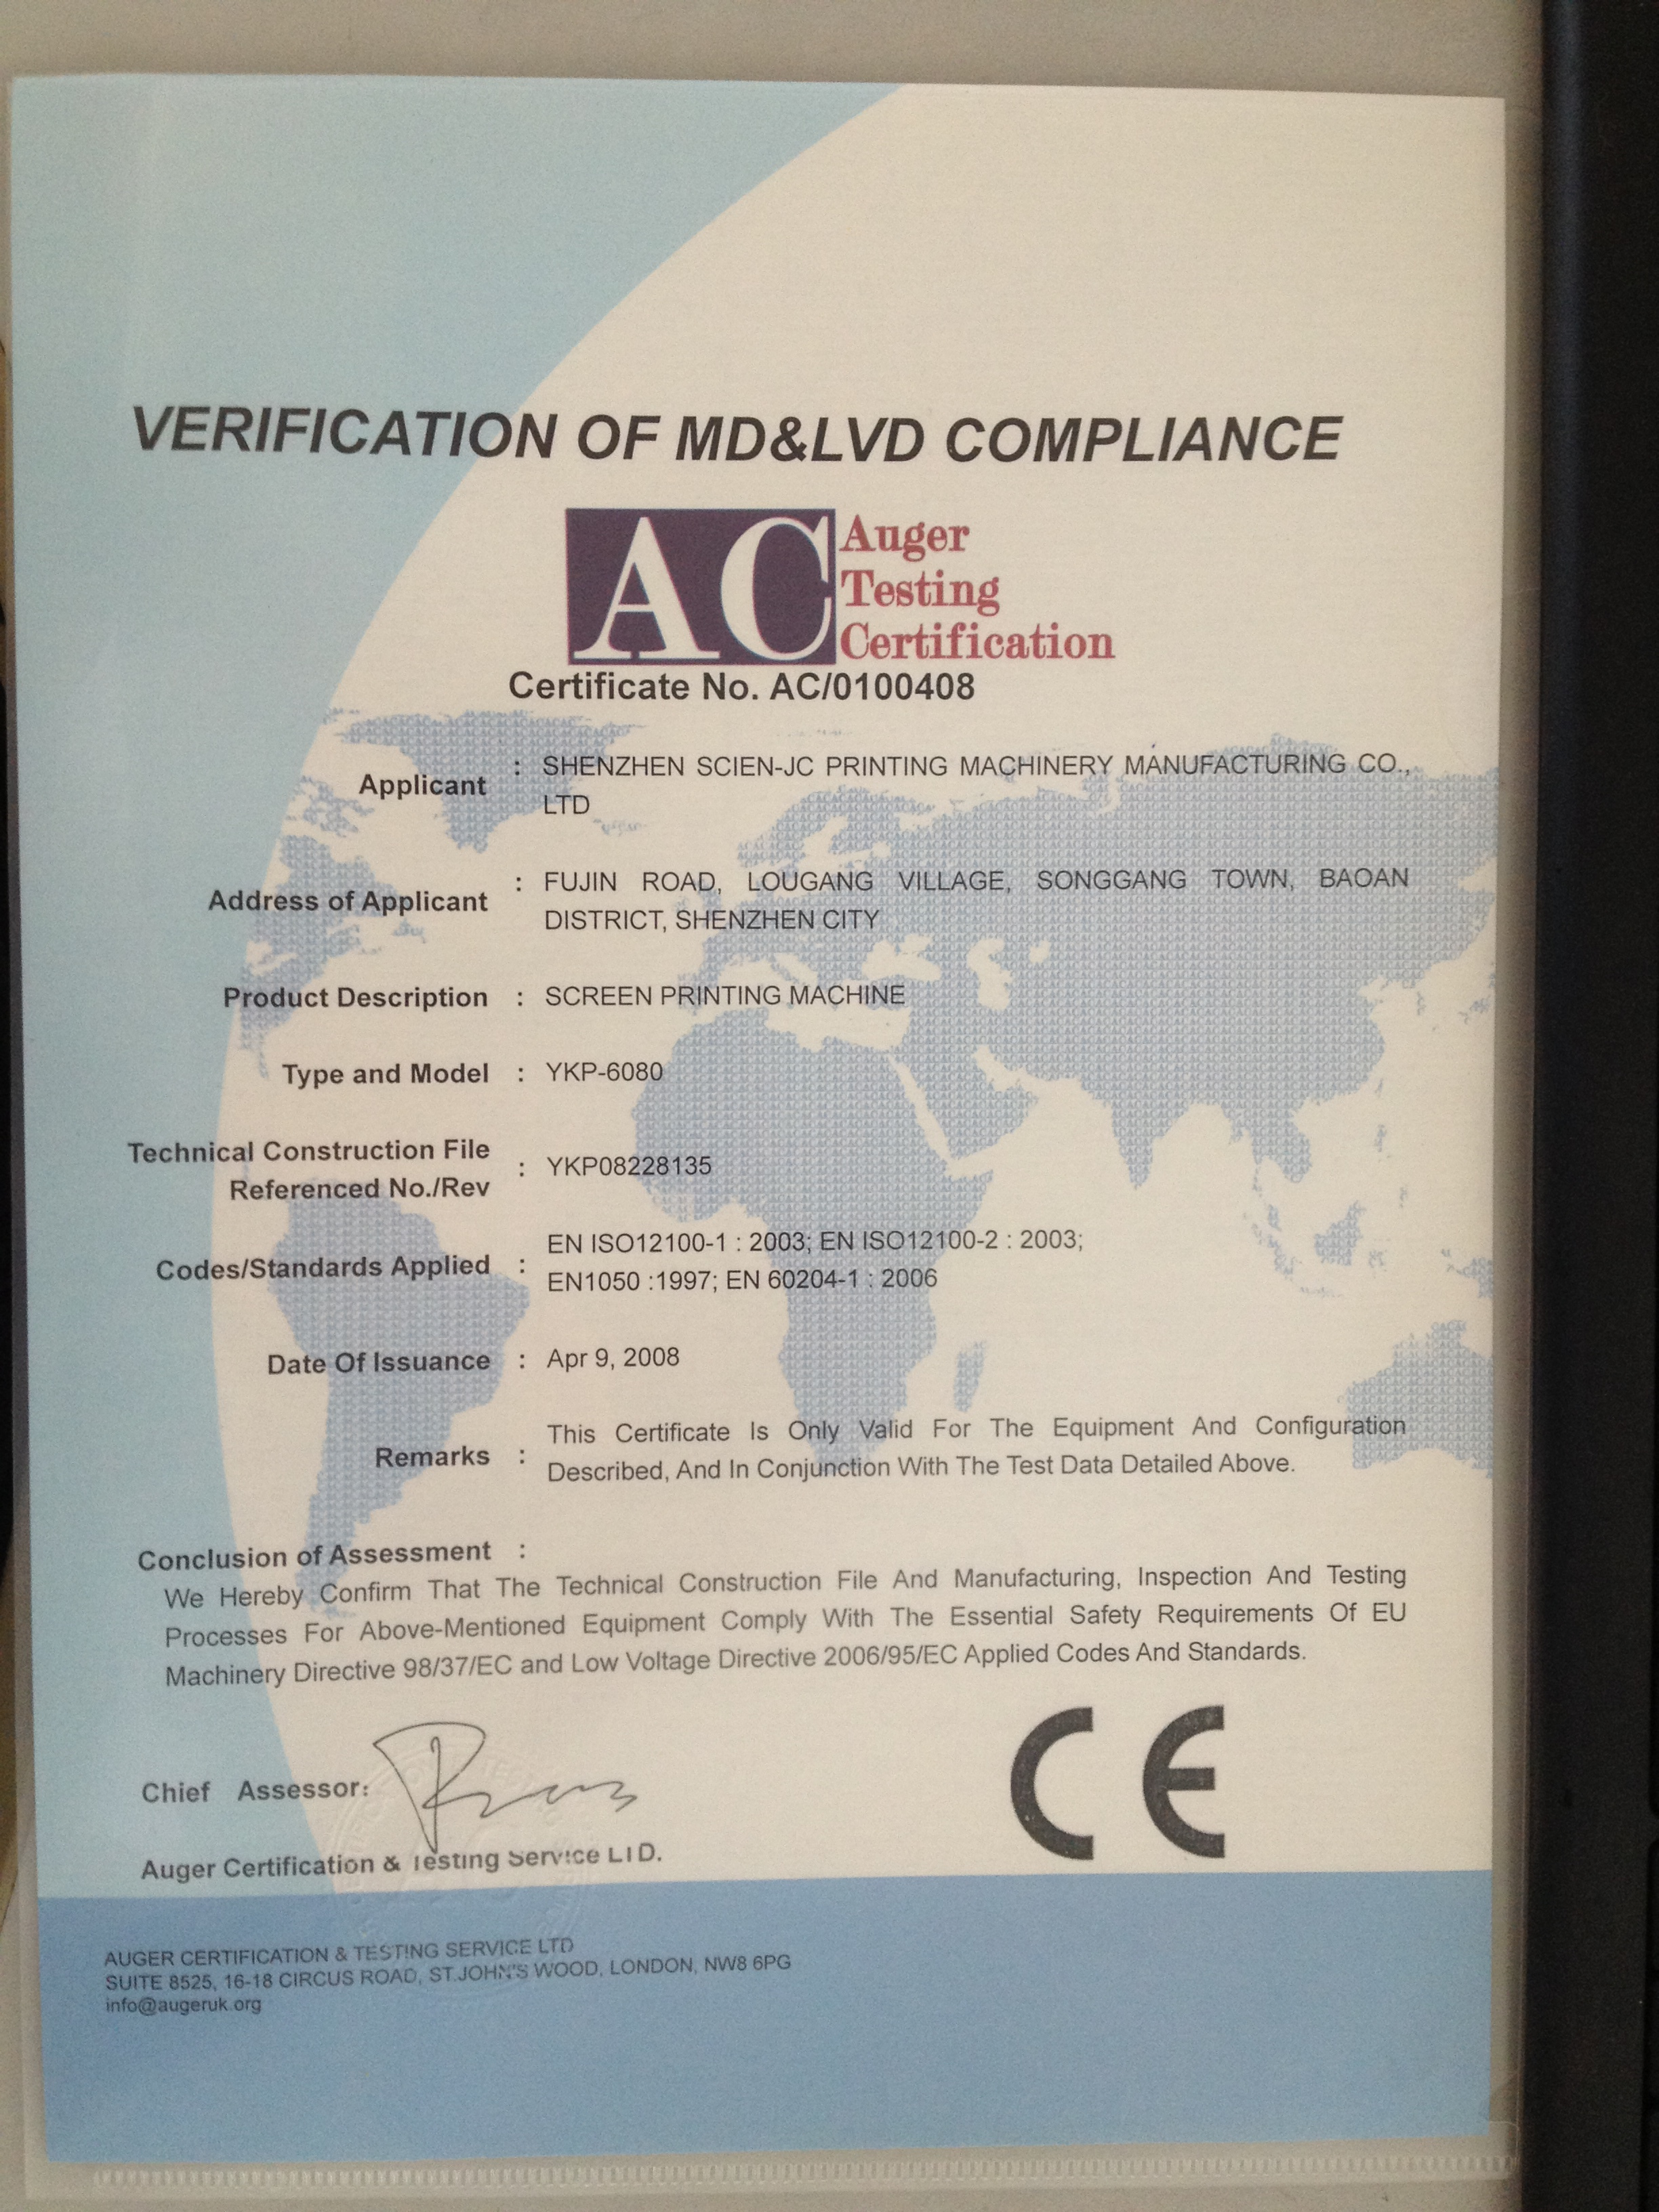 VERIFICATION OF MD&LVD COMPLIANCE
AC
Auger
Testing
Certification
Certificate No. AC/0100408
Applicant : SHENZHEN SCIEN-JC PRINTING MACHINERY MANUFACTURING CO.,
LTD
Address of Applicant : FUJIN ROAD, LOUGANG VILLAGE, SONGGANG TOWN, BAOAN
DISTRICT, SHENZHEN CITY
Product Description : SCREEN PRINTING MACHINE
Type and Model : YKP-6080
Technical Construction File
Referenced No./Rev : YKP08228135
Codes/Standards Applied : EN ISO12100-1 : 2003; EN ISO12100-2 : 2003;
EN1050 :1997; EN 60204-1 : 2006
Date Of Issuance : Apr 9, 2008
Remarks : This Certificate Is Only Valid For The Equipment And Configuration
Described, And In Conjunction With The Test Data Detailed Above.
Conclusion of Assessment :
We Hereby Confirm That The Technical Construction File And Manufacturing, Inspection And Testing
Processes For Above-Mentioned Equipment Comply With The Essential Safety Requirements Of EU
Machinery Directive 98/37/EC and Low Voltage Directive 2006/95/EC Applied Codes And Standards.
Chief Assessor:
CE
Auger Certification & Testing Service LTD.
AUGER CERTIFICATION & TESTING SERVICE LTD
SUITE 8525, 16-18 CIRCUS ROAD, ST.JOHN'S WOOD, LONDON, NW8 6PG
info@augeruk.org